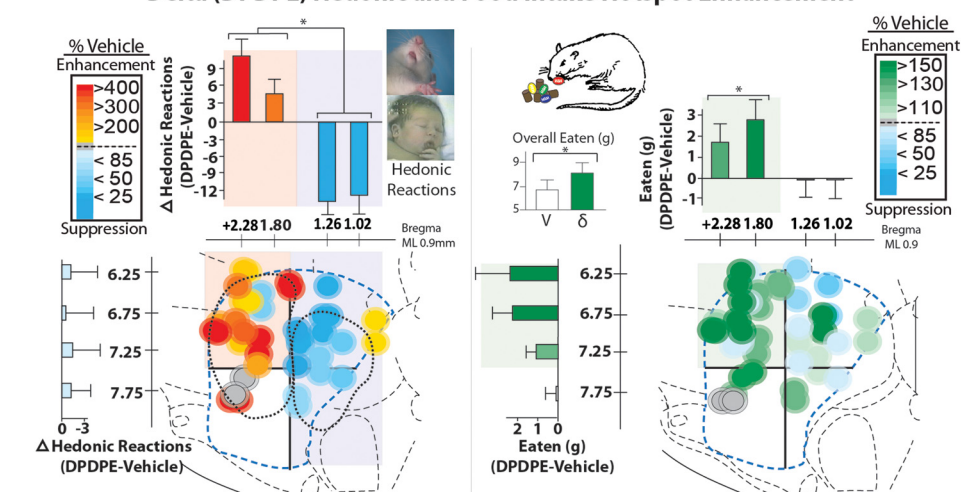 % Vehicle
Enhancement
>400
>300
>200
< 85
< 50
< 25
Suppression
Δ Hedonic Reactions
(DPDPE-Vehicle)
9
6
3
0
-3
-6
-9
-12
*
Hedonic
Reactions
+2.28 1.80 1.26 1.02
Bregma
ML 0.9mm
6.25
6.75
7.25
7.75
0 -3
Δ Hedonic Reactions
(DPDPE-Vehicle)
Overall Eaten (g)
9
7
5
*
V δ
Eaten (g)
(DPDPE-Vehicle)
3
2
1
0
-1
*
% Vehicle
Enhancement
>150
>130
>110
< 85
< 50
< 25
Suppression
+2.28 1.80 1.26 1.02
Bregma
ML 0.9
6.25
6.75
7.25
7.75
2 1 0
Eaten (g)
(DPDPE-Vehicle)